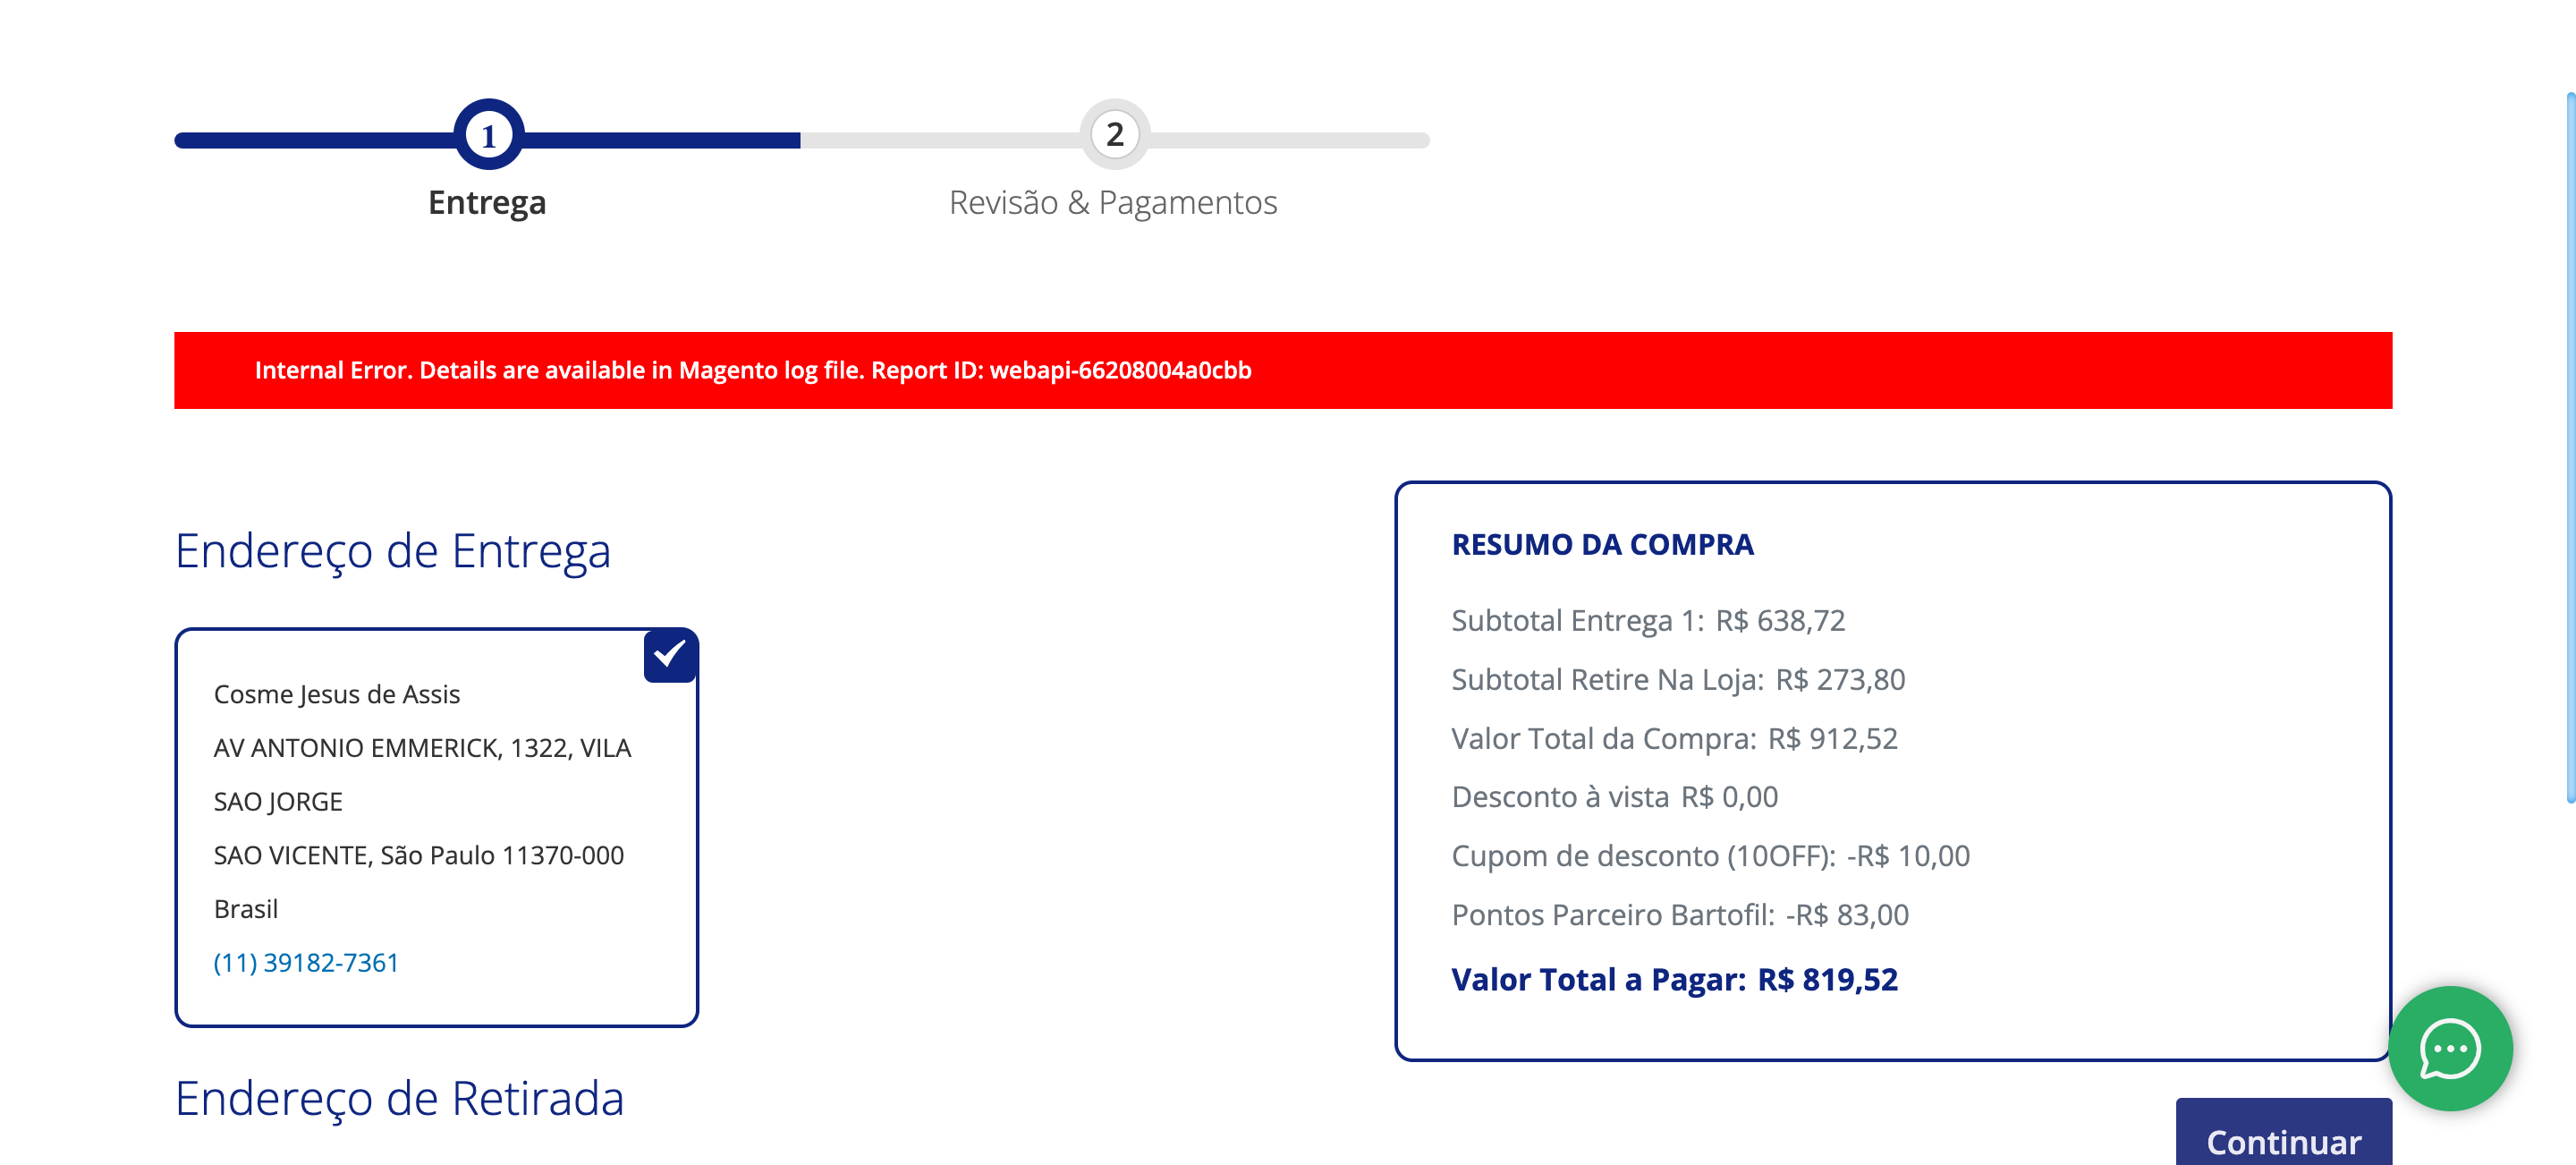 1
2
Entrega
Revisão & Pagamentos
Internal Error. Details are available in Magento log file. Report ID: webapi-66208004a0cbb
Endereço de Entrega
Cosme Jesus de Assis
AV ANTONIO EMMERICK, 1322, VILA
SAO JORGE
SAO VICENTE, São Paulo 11370-000
Brasil
(11) 39182-7361
Endereço de Retirada
RESUMO DA COMPRA
Subtotal Entrega 1: R$ 638,72
Subtotal Retire Na Loja: R$ 273,80
Valor Total da Compra: R$ 912,52
Desconto à vista R$ 0,00
Cupom de desconto (10OFF): -R$ 10,00
Pontos Parceiro Bartofil: -R$ 83,00
Valor Total a Pagar: R$ 819,52
Continuar